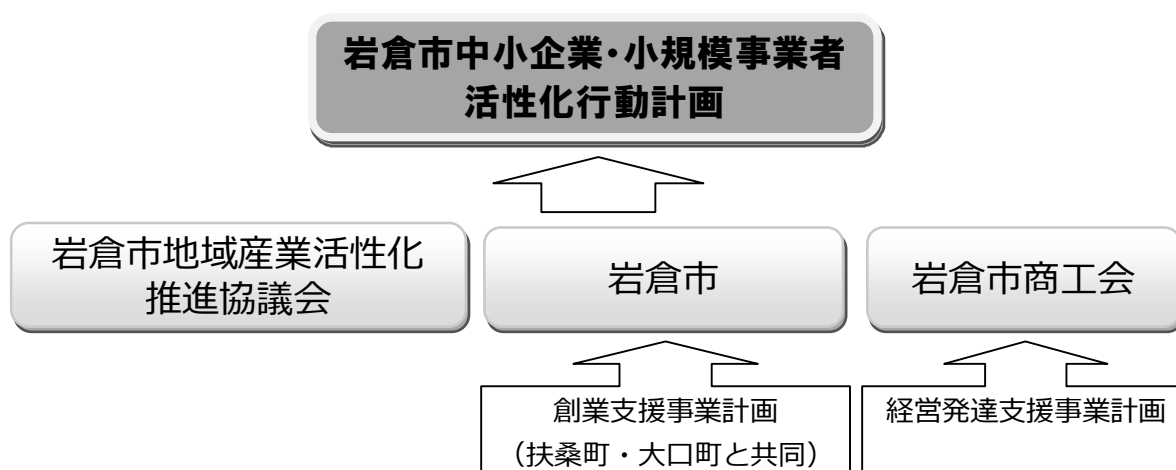 岩倉市中小企業・小規模事業者
活性化行動計画
岩倉市地域産業活性化
推進協議会
岩倉市
岩倉市商工会
創業支援事業計画
（扶桑町・大口町と共同）
経営発達支援事業計画